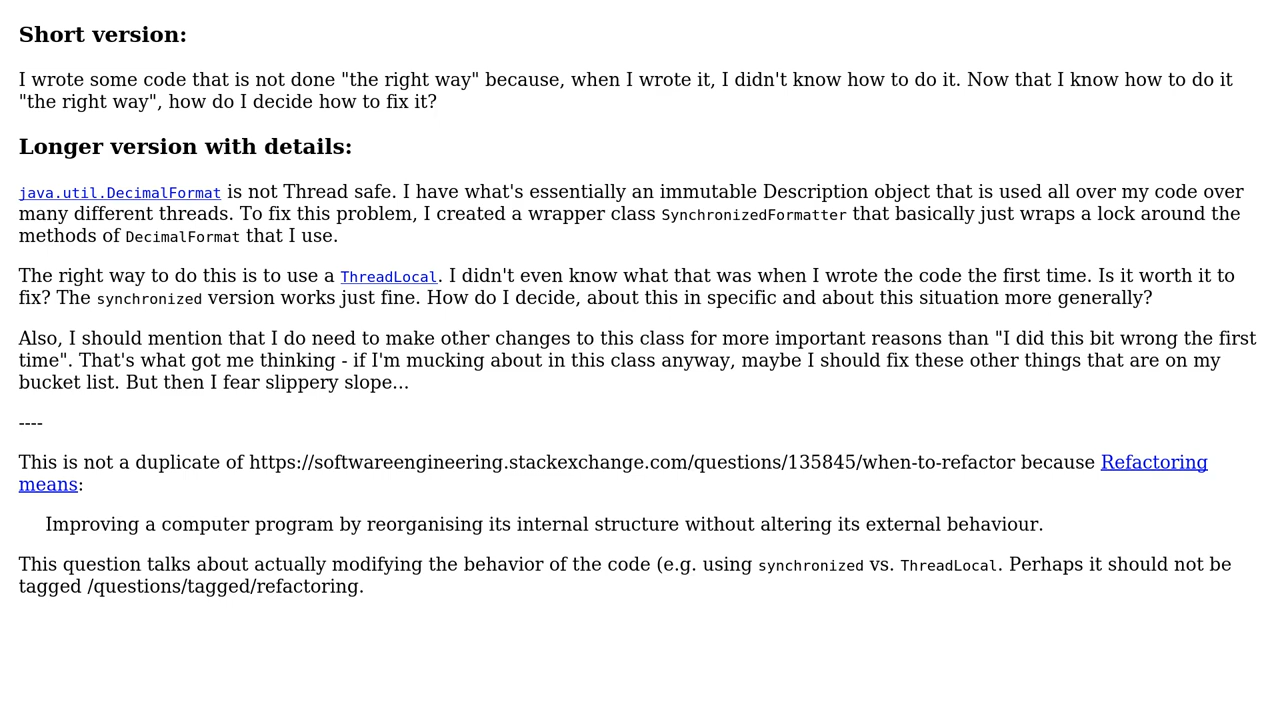 Short version:
I wrote some code that is not done "the right way" because, when I wrote it, I didn't know how to do it. Now that I know how to do it
"the right way", how do I decide how to fix it?
Longer version with details:
java.util.DecimalFormat is not Thread safe. I have what's essentially an immutable Description object that is used all over my code over
many different threads. To fix this problem, I created a wrapper class SynchronizedFormatter that basically just wraps a lock around the
methods of DecimalFormat that I use.
The right way to do this is to use a ThreadLocal. I didn't even know what that was when I wrote the code the first time. Is it worth it to
fix? The synchronized version works just fine. How do I decide, about this in specific and about this situation more generally?
Also, I should mention that I do need to make other changes to this class for more important reasons than "I did this bit wrong the first
time". That's what got me thinking - if I'm mucking about in this class anyway, maybe I should fix these other things that are on my
bucket list. But then I fear slippery slope...
----
This is not a duplicate of https://softwareengineering.stackexchange.com/questions/135845/when-to-refactor because Refactoring
means:
Improving a computer program by reorganising its internal structure without altering its external behaviour.
This question talks about actually modifying the behavior of the code (e.g. using synchronized vs. ThreadLocal. Perhaps it should not be
tagged /questions/tagged/refactoring.